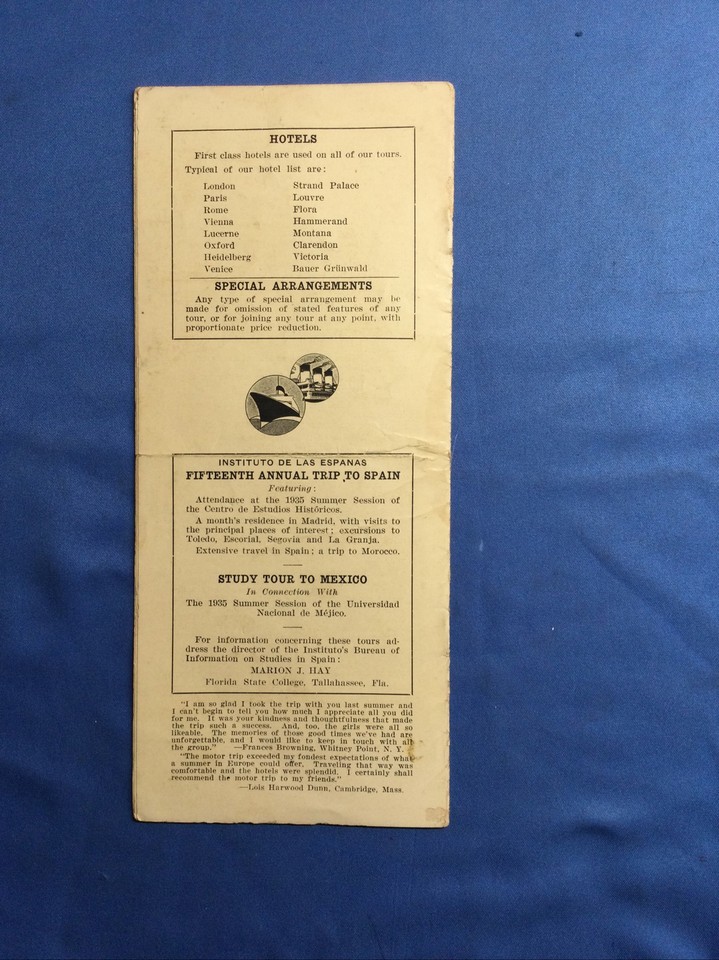 HOTELS
First class hotels are used on all of our tours.
Typical of our hotel list are:
London Strand Palace
Paris Louvre
Rome Flora
Vienna Hammerand
Lucerne Montana
Oxford Clarendon
Heidelberg Victoria
Venice Bauer Grünwald
SPECIAL ARRANGEMENTS
Any type of special arrangement may be
made for omission of stated features of any
tour, or for joining any tour at any point, with
proportionate price reduction.
INSTITUTO DE LAS ESPANAS
FIFTEENTH ANNUAL TRIP TO SPAIN
Featuring:
Attendance at the 1935 Summer Session of
the Centro de Estudios Históricos.
A month's residence in Madrid, with visits to
the principal places of interest; excursions to
Toledo, Escorial, Segovia and La Granja.
Extensive travel in Spain; a trip to Morocco.
STUDY TOUR TO MEXICO
In Connection With
The 1935 Summer Session of the Universidad
Nacional de Méjico.
For information concerning these tours ad-
dress the director of the Instituto's Bureau of
Information on Studies in Spain:
MARION J. HAY
Florida State College, Tallahassee, Fla.
"I am so glad I took the trip with you last summer and
I can't begin to tell you how much I appreciate all you did
for me. It was your kindness and thoughtfulness that made
the trip such a success. And, too, the girls were all so
likeable. The memories of those good times we've had are
unforgettable, and I would like to keep in touch with all
the group." —Frances Browning, Whitney Point, N. Y.
"The motor trip exceeded my fondest expectations of what
a summer in Europe could offer. Traveling that way was
comfortable and the hotels were splendid. I certainly shall
recommend the motor trip to my friends."
—Lois Harwood Dunn, Cambridge, Mass.